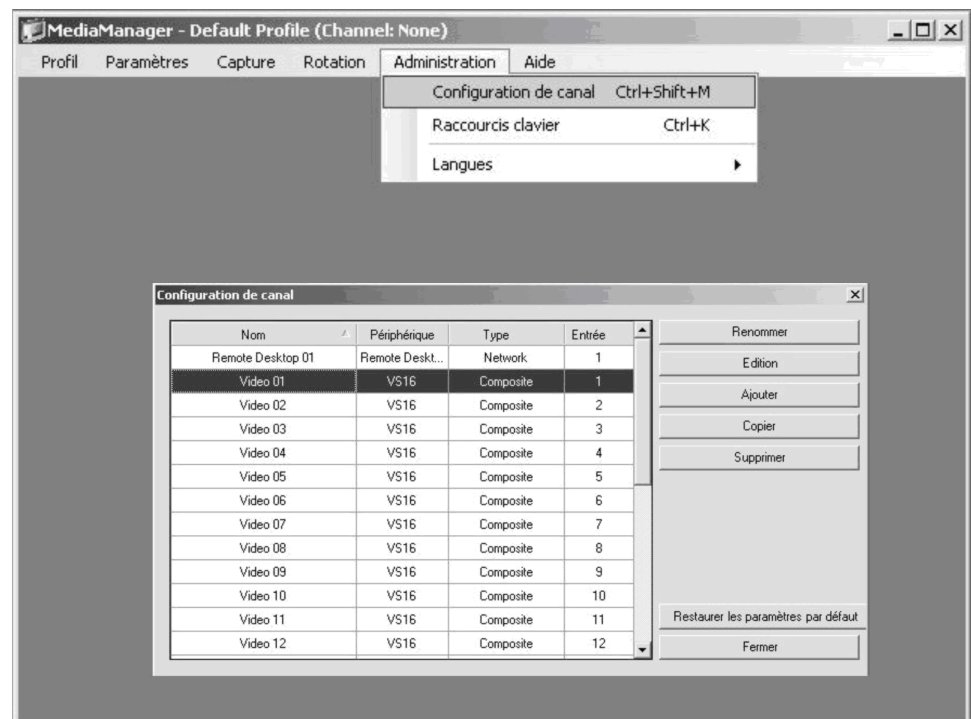 MediaManager - Default Profile (Channel: None)
Profil Paramètres Capture Rotation Administration Aide
Configuration de canal Ctrl+Shift+M
Raccourcis clavier Ctrl+K
Langues
Configuration de canal
Nom Périphérique Type Entrée
Remote Desktop 01 Remote Deskt... Network 1
Video 01 VS16 Composite 1
Video 02 VS16 Composite 2
Video 03 VS16 Composite 3
Video 04 VS16 Composite 4
Video 05 VS16 Composite 5
Video 06 VS16 Composite 6
Video 07 VS16 Composite 7
Video 08 VS16 Composite 8
Video 09 VS16 Composite 9
Video 10 VS16 Composite 10
Video 11 VS16 Composite 11
Video 12 VS16 Composite 12
Renommer
Edition
Ajouter
Copier
Supprimer
Restaurer les paramètres par défaut
Fermer